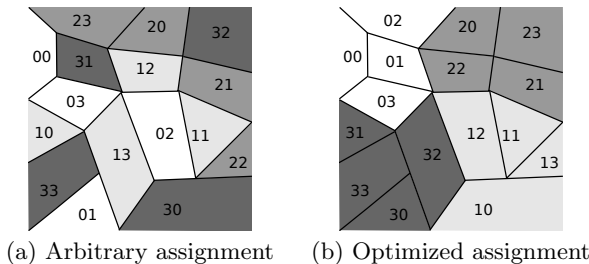 23 20 32
00 31 12 21
03 10 13 02 11 22
33 01 30
02 20 23
00 01 22 21
03 31 32 12 11 13
33 30 10
(a) Arbitrary assignment
(b) Optimized assignment